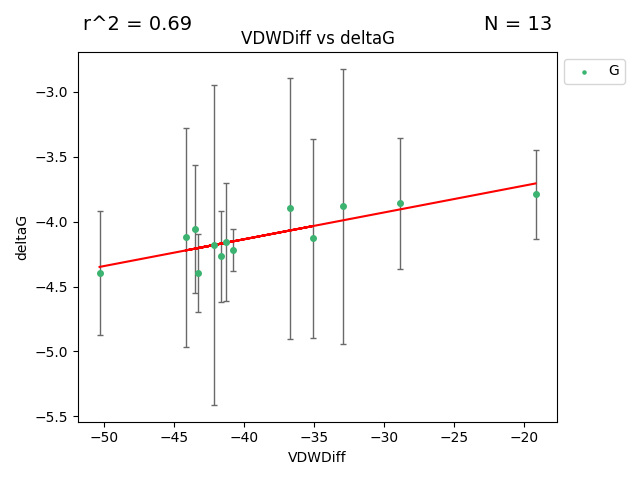 r^2 = 0.69
N = 13
VDWDiff vs deltaG
G
−3.0
−3.5
−4.0
−4.5
−5.0
−5.5
deltaG
−50
−45
−40
−35
−30
−25
−20
VDWDiff